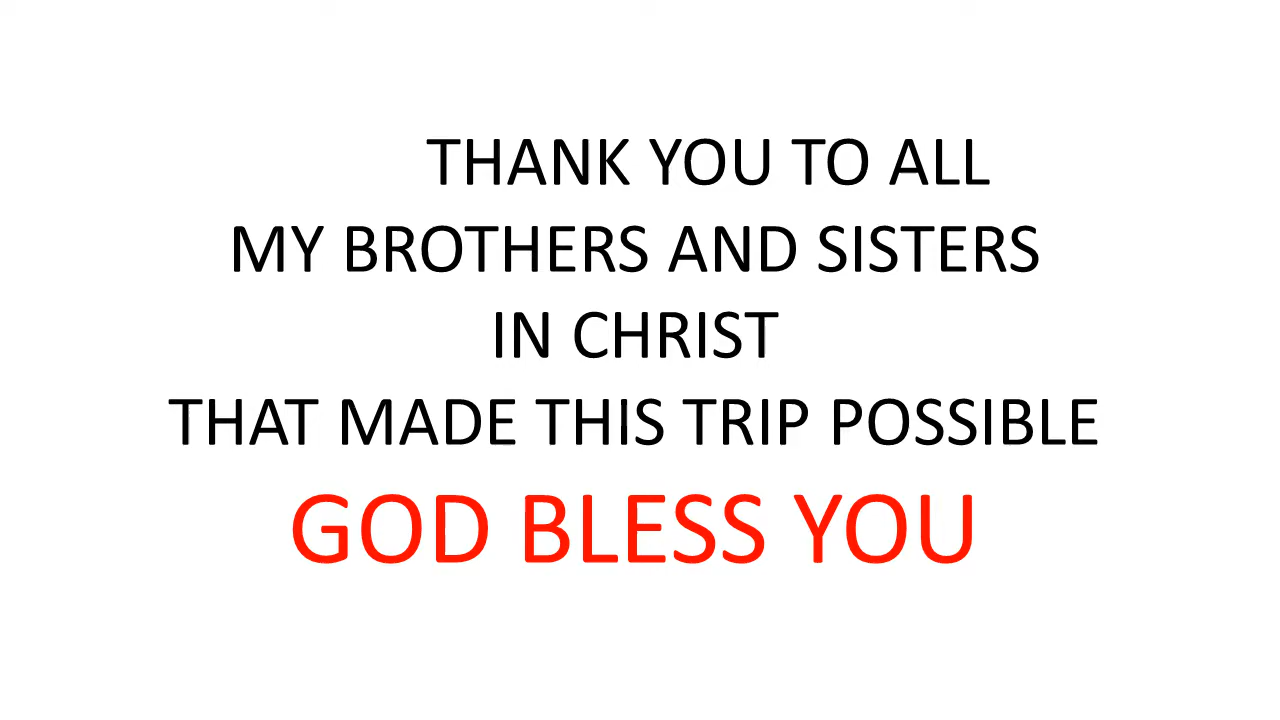 THANK YOU TO ALL
MY BROTHERS AND SISTERS
IN CHRIST
THAT MADE THIS TRIP POSSIBLE
GOD BLESS YOU